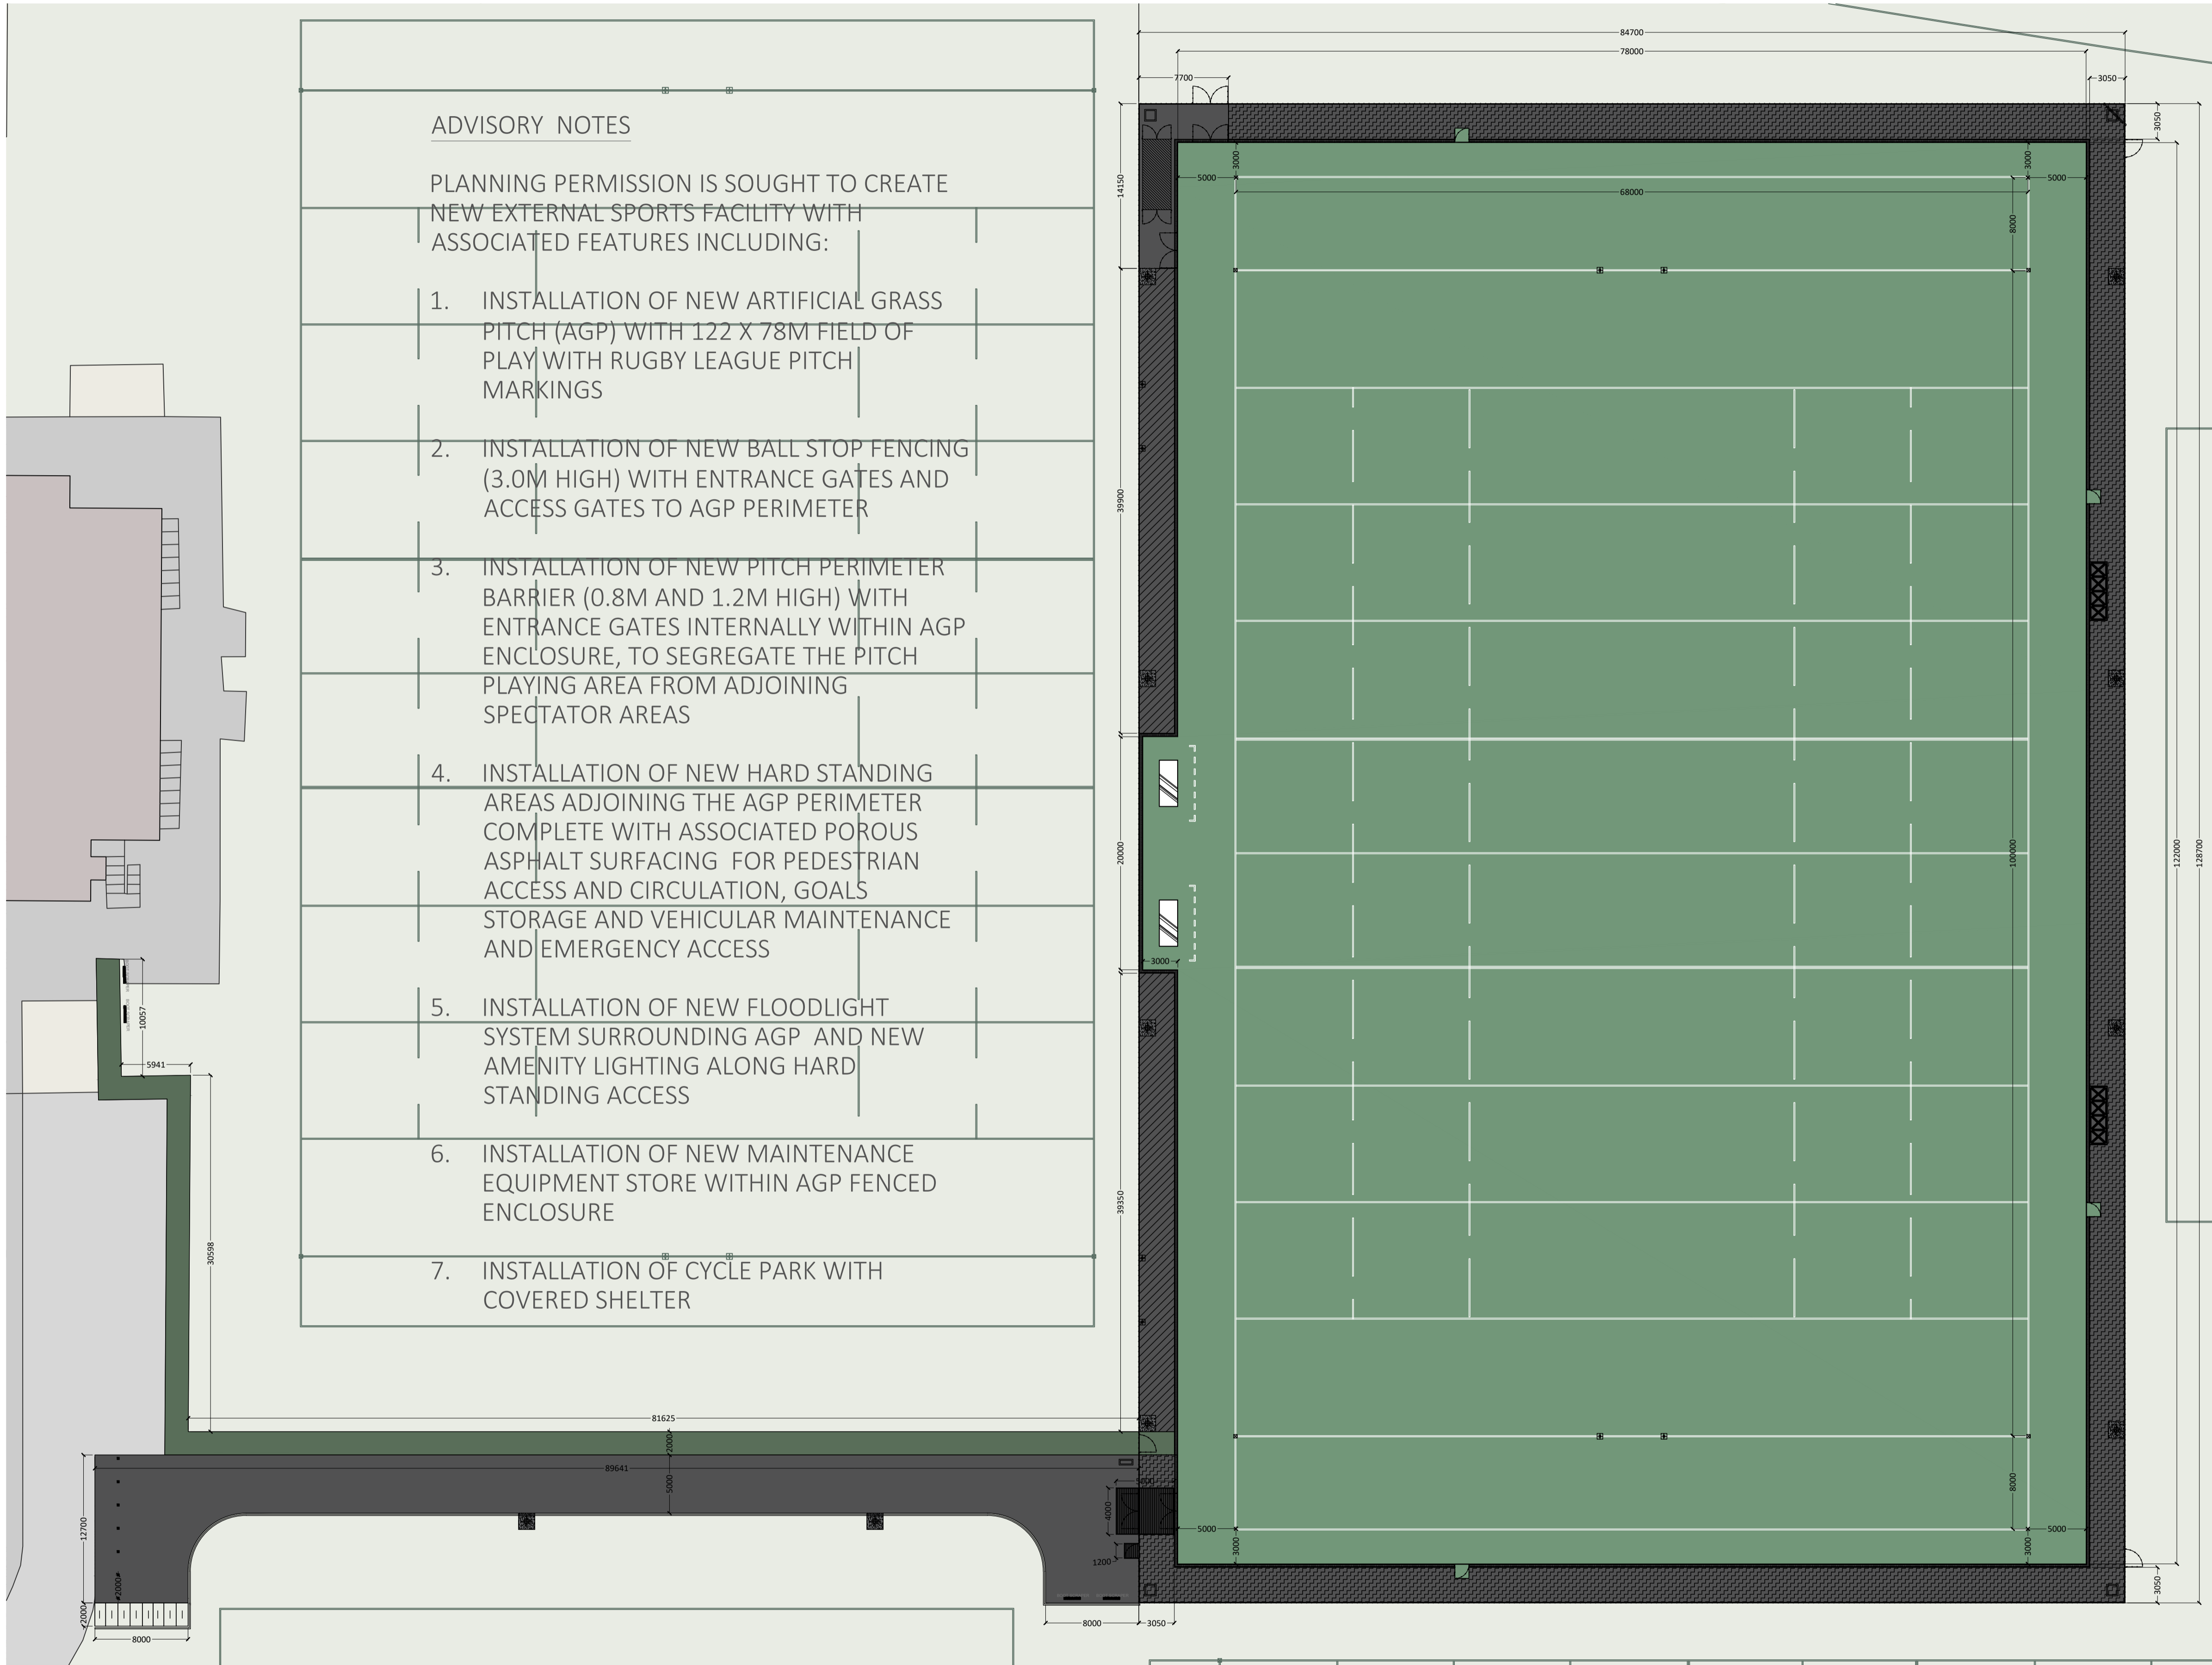 ADVISORY NOTES
PLANNING PERMISSION IS SOUGHT TO CREATE
NEW EXTERNAL SPORTS FACILITY WITH
ASSOCIATED FEATURES INCLUDING:
1. INSTALLATION OF NEW ARTIFICIAL GRASS
PITCH (AGP) WITH 122 X 78M FIELD OF
PLAY WITH RUGBY LEAGUE PITCH
MARKINGS
2. INSTALLATION OF NEW BALL STOP FENCING
(3.0M HIGH) WITH ENTRANCE GATES AND
ACCESS GATES TO AGP PERIMETER
3. INSTALLATION OF NEW PITCH PERIMETER
BARRIER (0.8M AND 1.2M HIGH) WITH
ENTRANCE GATES INTERNALLY WITHIN AGP
ENCLOSURE, TO SEGREGATE THE PITCH
PLAYING AREA FROM ADJOINING
SPECTATOR AREAS
4. INSTALLATION OF NEW HARD STANDING
AREAS ADJOINING THE AGP PERIMETER
COMPLETE WITH ASSOCIATED POROUS
ASPHALT SURFACING FOR PEDESTRIAN
ACCESS AND CIRCULATION, GOALS
STORAGE AND VEHICULAR MAINTENANCE
AND EMERGENCY ACCESS
5. INSTALLATION OF NEW FLOODLIGHT
SYSTEM SURROUNDING AGP AND NEW
AMENITY LIGHTING ALONG HARD
STANDING ACCESS
6. INSTALLATION OF NEW MAINTENANCE
EQUIPMENT STORE WITHIN AGP FENCED
ENCLOSURE
7. INSTALLATION OF CYCLE PARK WITH
COVERED SHELTER
84700
78000
7700
3050
3050
14150
3000
3000
5000
5000
68000
8000
39900
20000
3000
100000
122000
128700
39350
10057
5941
30598
81625
2000
89641
5000
12700
2000
2000
8000
4000
1200
8000
3050
5000
5000
3000
3000
8000
3050